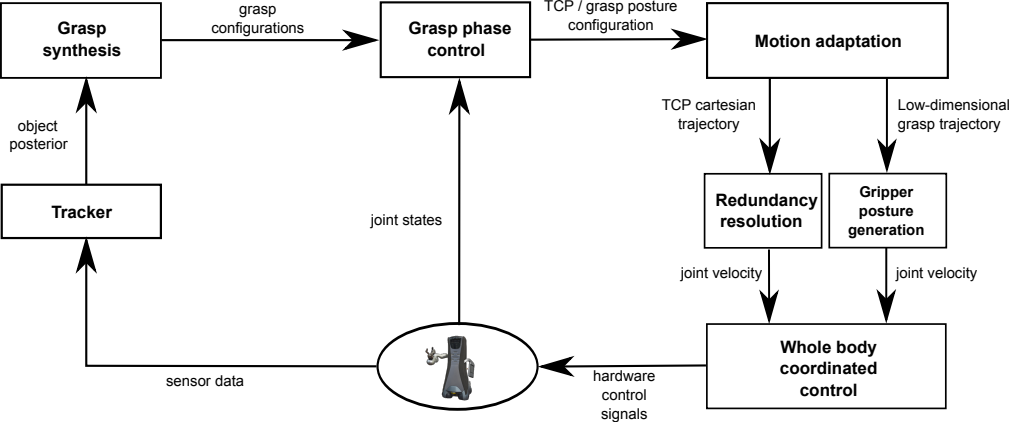 Grasp
synthesis
grasp
configurations
Grasp phase
control
TCP / grasp posture
configuration
Motion adaptation
object
posterior
TCP cartesian
trajectory
Low-dimensional
grasp trajectory
Tracker
joint states
Redundancy
resolution
Gripper
posture
generation
joint velocity
joint velocity
sensor data
hardware
control
signals
Whole body
coordinated
control